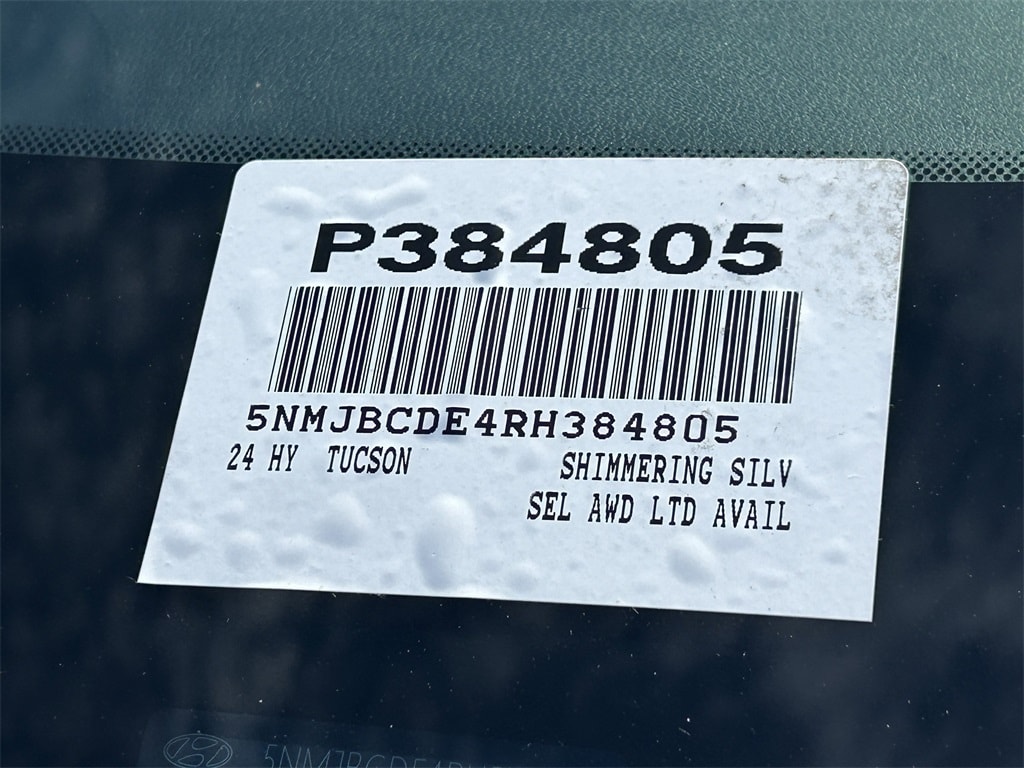 P384805
5NMJBCDE4RH384805
24 HY TUCSON SHIMMERING SILV
SEL AWD LTD AVAIL